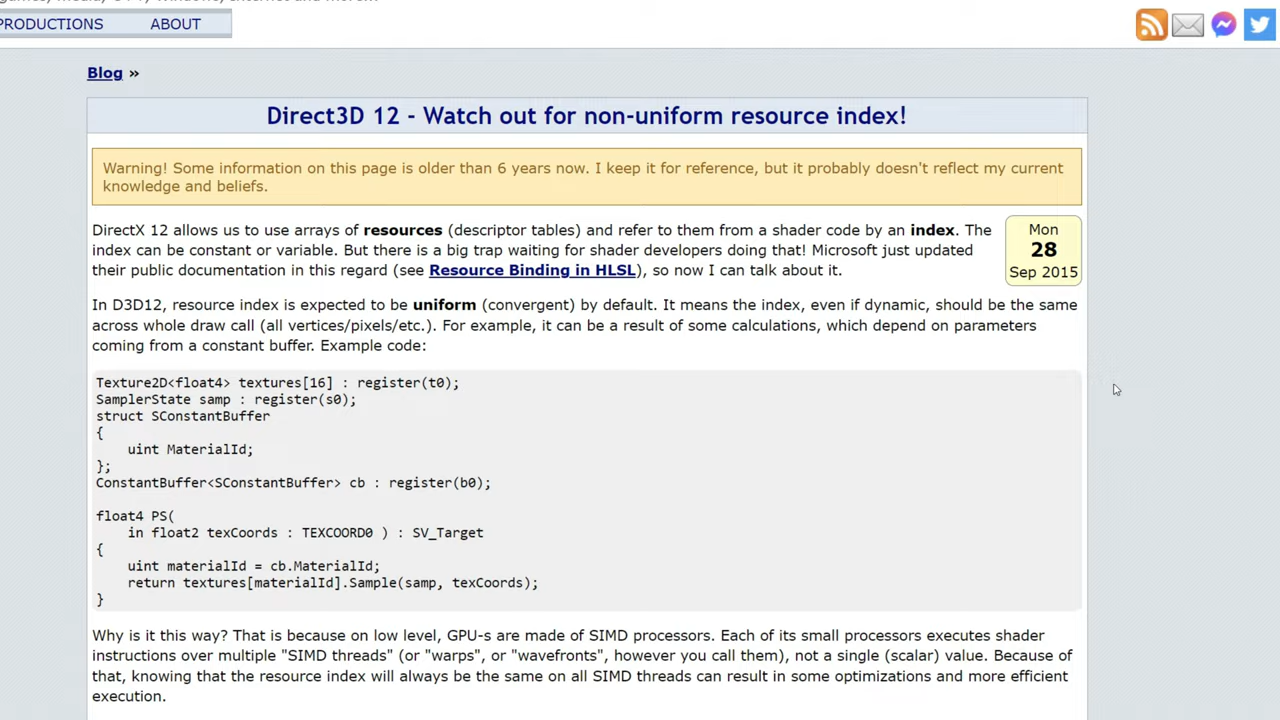 PRODUCTIONS ABOUT
Blog »
Direct3D 12 - Watch out for non-uniform resource index!
Warning! Some information on this page is older than 6 years now. I keep it for reference, but it probably doesn't reflect my current
knowledge and beliefs.
Mon
28
Sep 2015
DirectX 12 allows us to use arrays of resources (descriptor tables) and refer to them from a shader code by an index. The
index can be constant or variable. But there is a big trap waiting for shader developers doing that! Microsoft just updated
their public documentation in this regard (see Resource Binding in HLSL), so now I can talk about it.
In D3D12, resource index is expected to be uniform (convergent) by default. It means the index, even if dynamic, should be the same
across whole draw call (all vertices/pixels/etc.). For example, it can be a result of some calculations, which depend on parameters
coming from a constant buffer. Example code:
Texture2D<float4> textures[16] : register(t0);
SamplerState samp : register(s0);
struct SConstantBuffer
{
    uint MaterialId;
};
ConstantBuffer<SConstantBuffer> cb : register(b0);
float4 PS(
    in float2 texCoords : TEXCOORD0 ) : SV_Target
{
    uint materialId = cb.MaterialId;
    return textures[materialId].Sample(samp, texCoords);
}
Why is it this way? That is because on low level, GPU-s are made of SIMD processors. Each of its small processors executes shader
instructions over multiple "SIMD threads" (or "warps", or "wavefronts", however you call them), not a single (scalar) value. Because of
that, knowing that the resource index will always be the same on all SIMD threads can result in some optimizations and more efficient
execution.